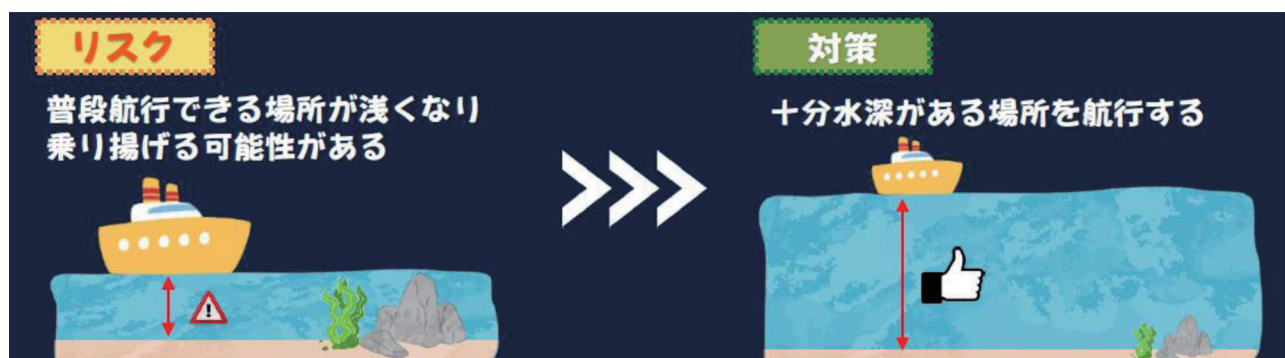 リスク
普段航行できる場所が浅くなり
乗り揚げる可能性がある
対策
十分水深がある場所を航行する